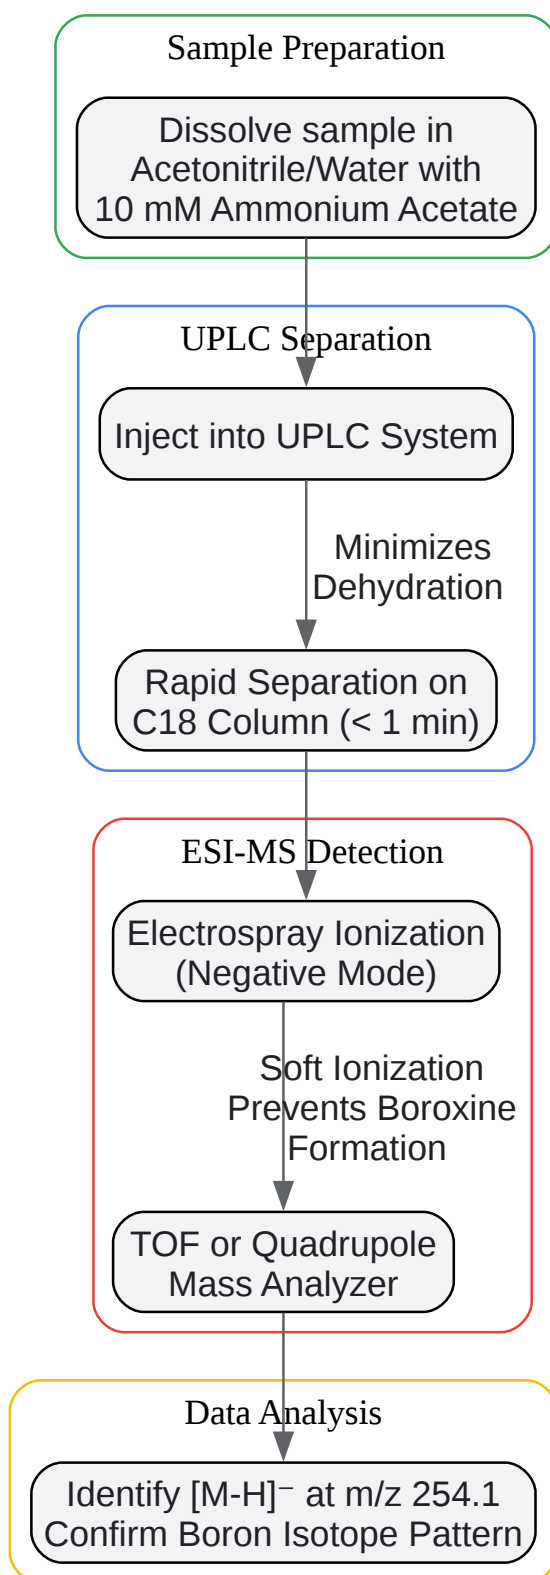 Sample Preparation
Dissolve sample in
Acetonitrile/Water with
10 mM Ammonium Acetate
UPLC Separation
Inject into UPLC System
Minimizes
Dehydration
Rapid Separation on
C18 Column (< 1 min)
ESI-MS Detection
Electrospray Ionization
(Negative Mode)
Soft Ionization
Prevents Boroxine
Formation
TOF or Quadrupole
Mass Analyzer
Data Analysis
Identify [M-H]⁻ at m/z 254.1
Confirm Boron Isotope Pattern